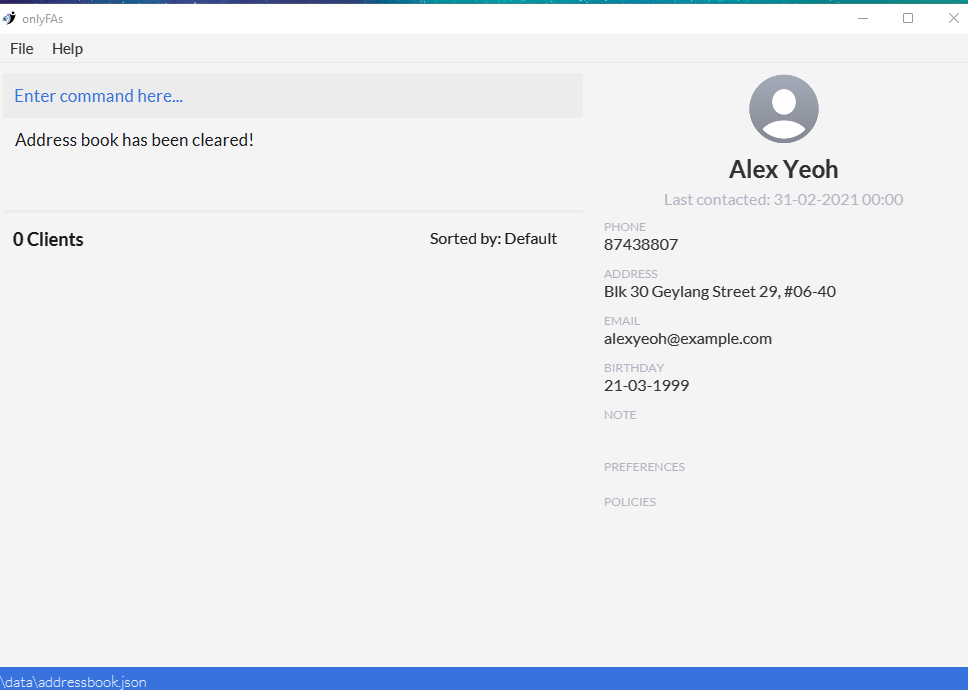 onlyFAs
File Help
Enter command here...
Address book has been cleared!
0 Clients
Sorted by: Default
Alex Yeoh
Last contacted: 31-02-2021 00:00
PHONE
87438807
ADDRESS
Blk 30 Geylang Street 29, #06-40
EMAIL
alexyeoh@example.com
BIRTHDAY
21-03-1999
NOTE
PREFERENCES
POLICIES
\data\addressbook.json